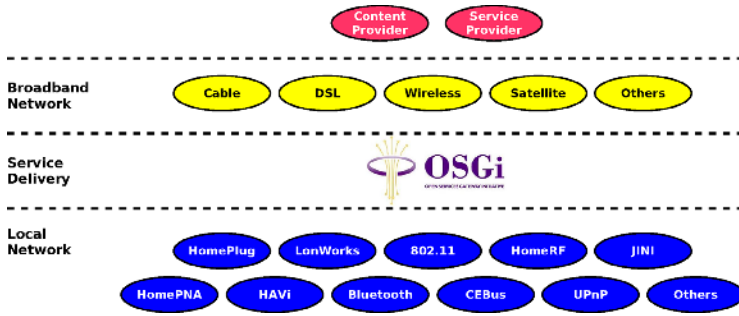 Content Provider
Service Provider
Broadband Network
Cable
DSL
Wireless
Satellite
Others
Service Delivery
OSGi
Local Network
HomePlug
LonWorks
802.11
HomeRF
JINI
HomePNA
HAVi
Bluetooth
CEBus
UPnP
Others